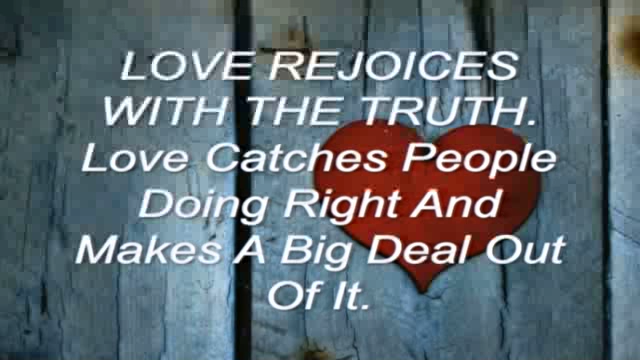 LOVE REJOICES
WITH THE TRUTH.
Love Catches People
Doing Right And
Makes A Big Deal Out
Of It.